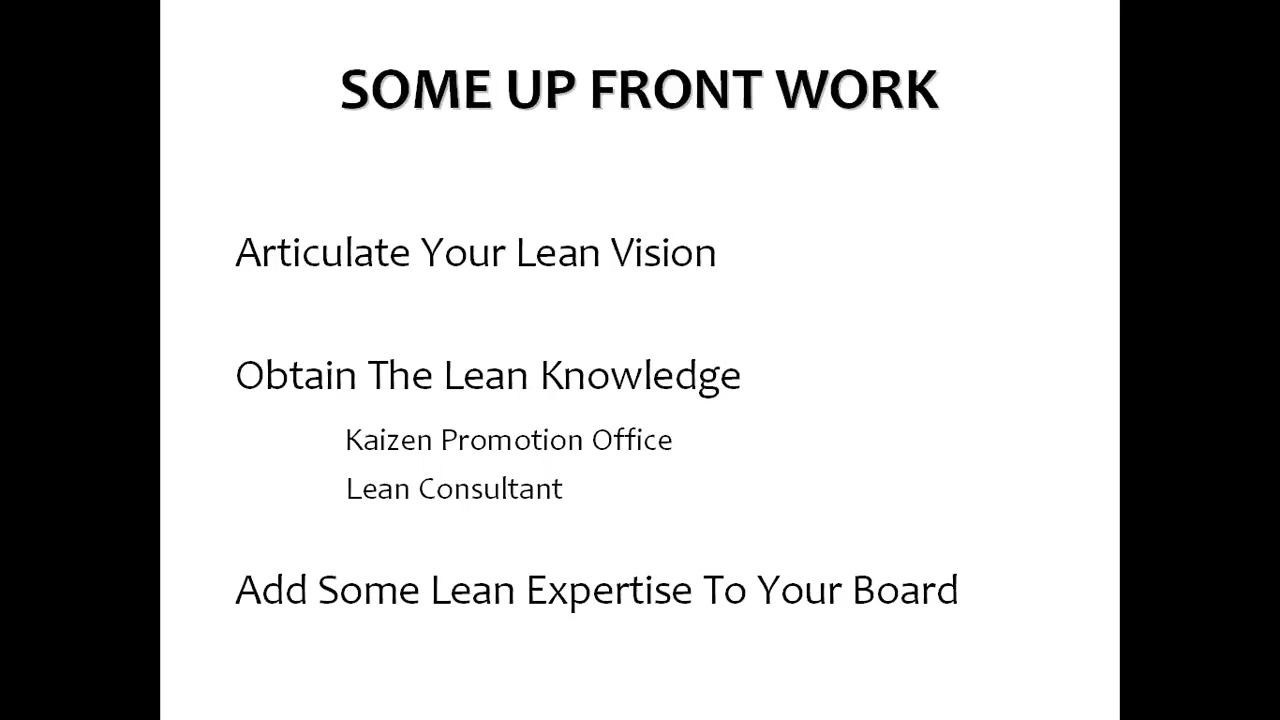 SOME UP FRONT WORK
Articulate Your Lean Vision
Obtain The Lean Knowledge
Kaizen Promotion Office
Lean Consultant
Add Some Lean Expertise To Your Board